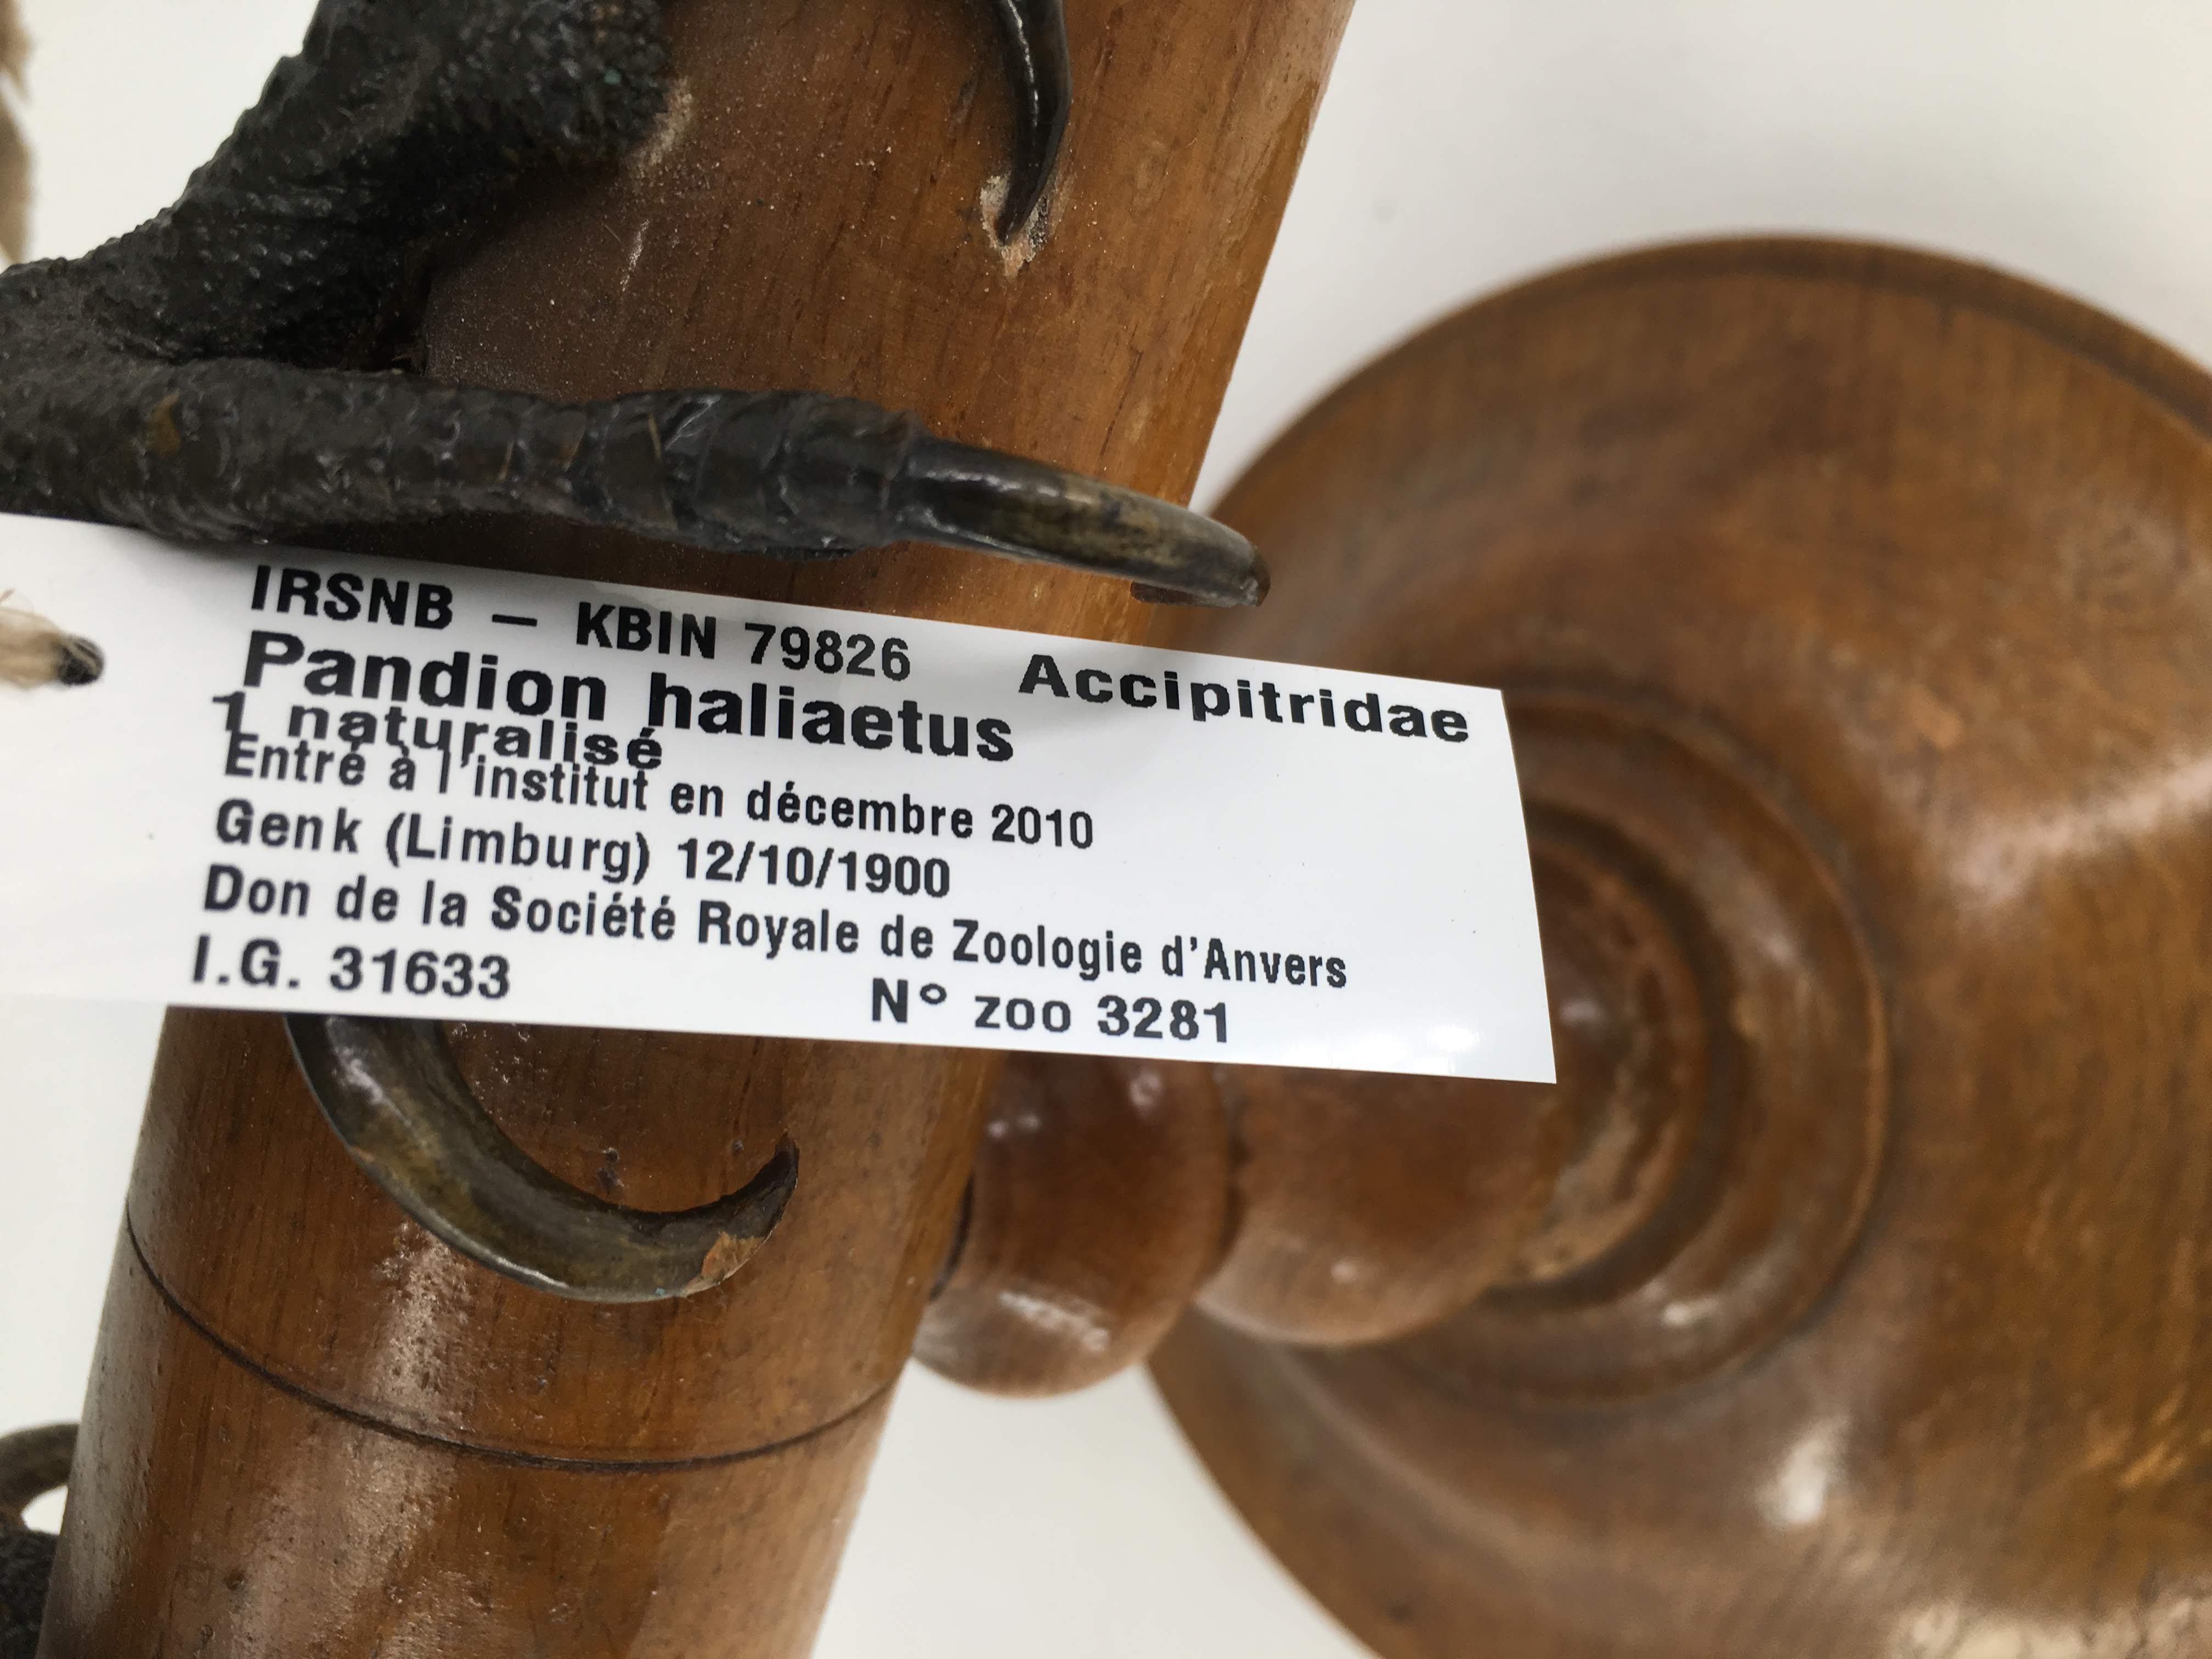 IRSNB – KBIN 79826 Accipitridae
Pandion haliaetus
1 naturalisé
Entré à l'institut en décembre 2010
Genk (Limburg) 12/10/1900
Don de la Société Royale de Zoologie d'Anvers
I.G. 31633 N° zoo 3281